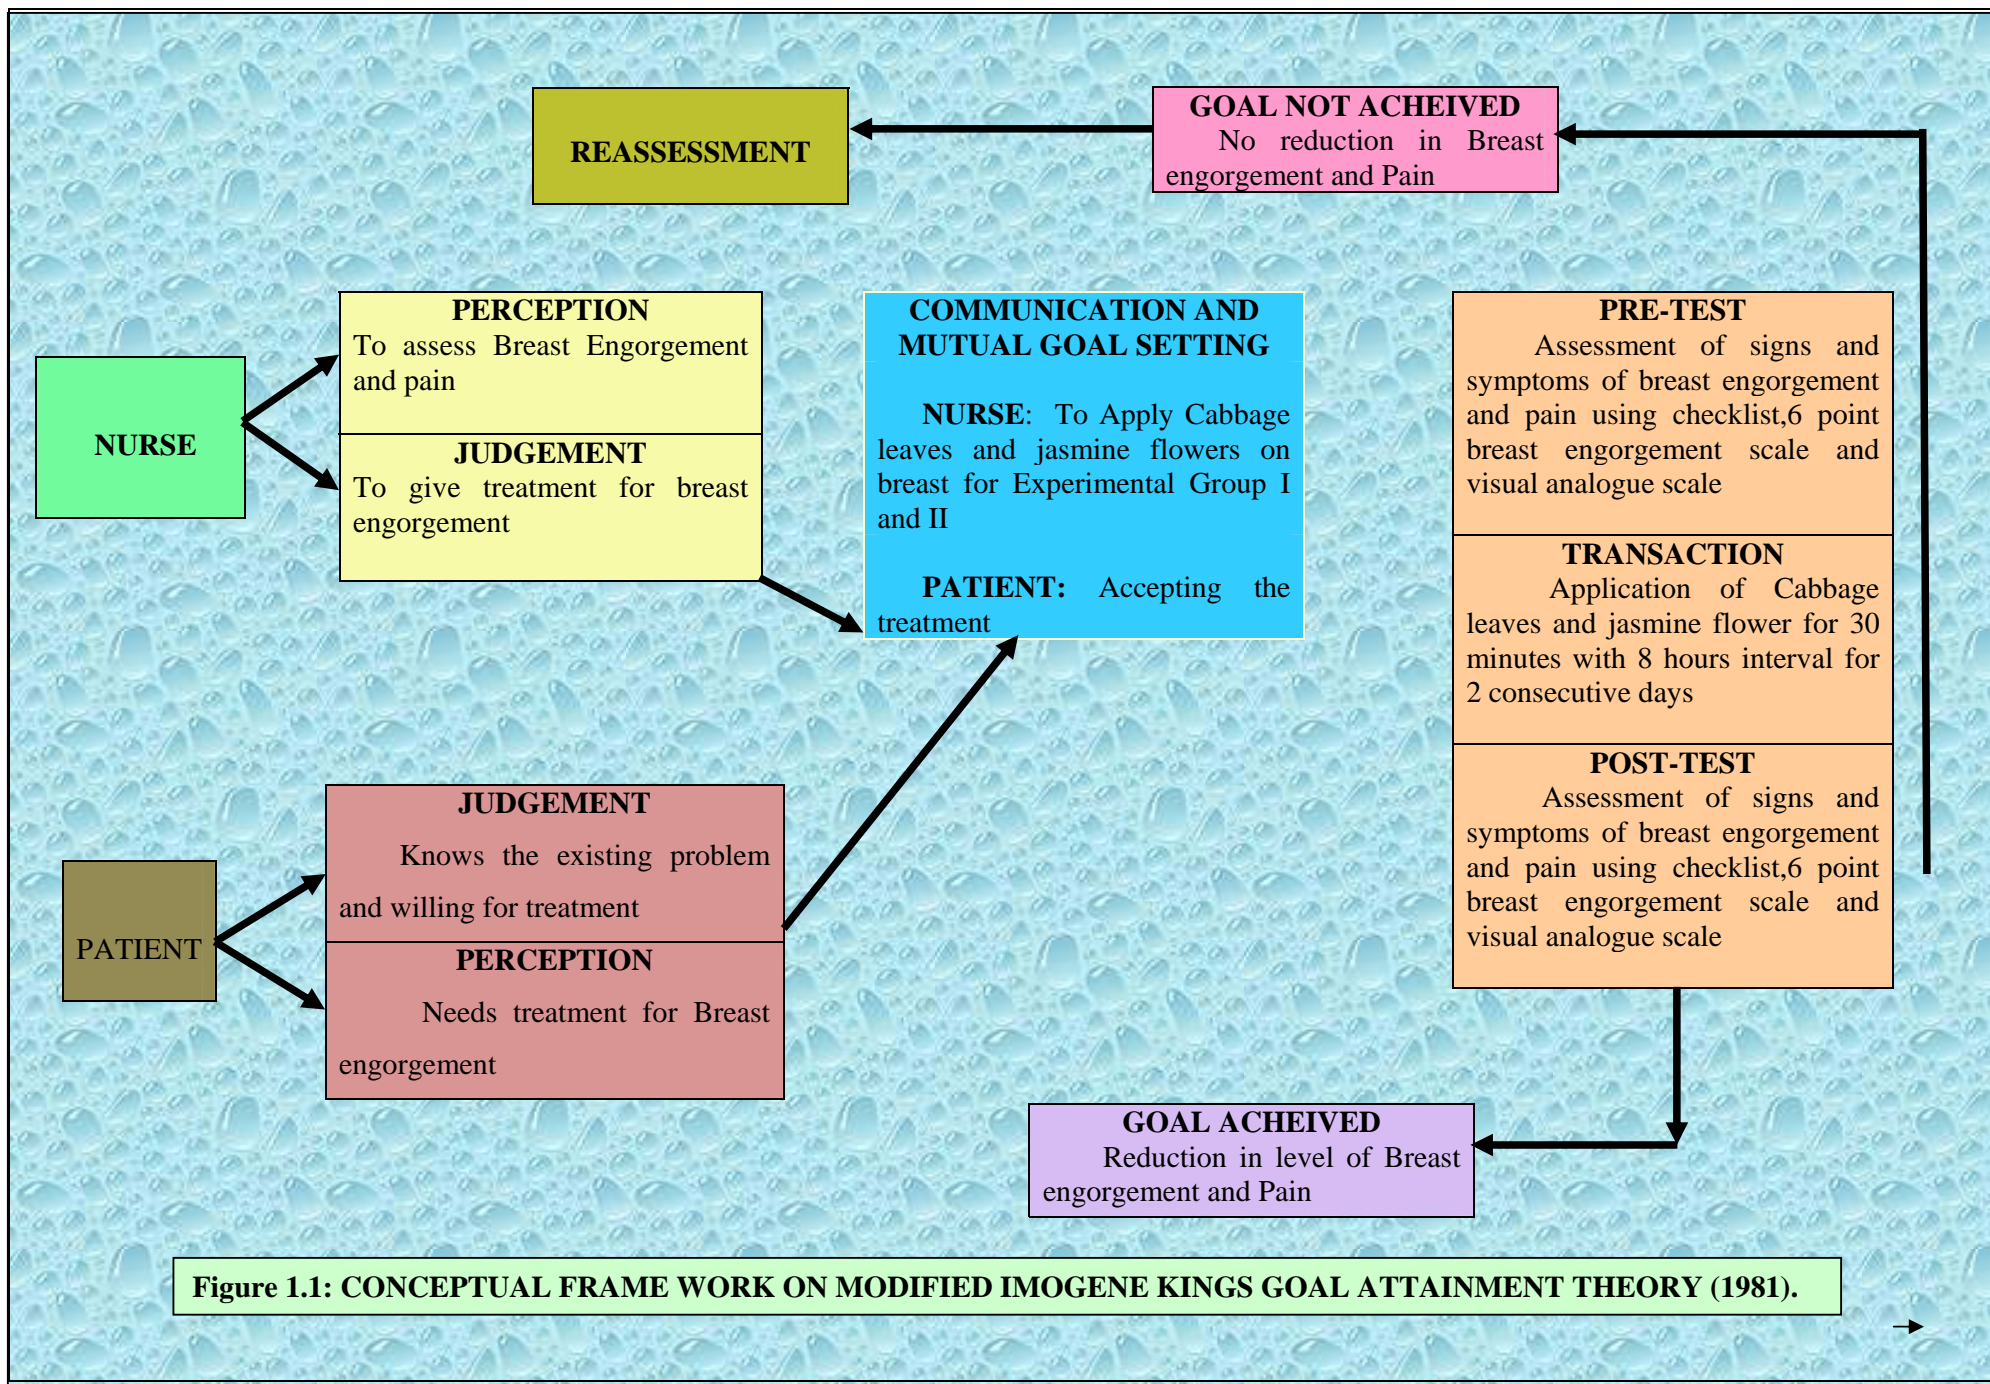 REASSESSMENT
GOAL NOT ACHEIVED
No reduction in Breast
engorgement and Pain
NURSE
PERCEPTION
To assess Breast Engorgement
and pain
JUDGEMENT
To give treatment for breast
engorgement
COMMUNICATION AND
MUTUAL GOAL SETTING
NURSE: To Apply Cabbage
leaves and jasmine flowers on
breast for Experimental Group I
and II
PATIENT: Accepting the
treatment
PRE-TEST
Assessment of signs and
symptoms of breast engorgement
and pain using checklist,6 point
breast engorgement scale and
visual analogue scale
TRANSACTION
Application of Cabbage
leaves and jasmine flower for 30
minutes with 8 hours interval for
2 consecutive days
POST-TEST
Assessment of signs and
symptoms of breast engorgement
and pain using checklist,6 point
breast engorgement scale and
visual analogue scale
PATIENT
JUDGEMENT
Knows the existing problem
and willing for treatment
PERCEPTION
Needs treatment for Breast
engorgement
GOAL ACHEIVED
Reduction in level of Breast
engorgement and Pain
Figure 1.1: CONCEPTUAL FRAME WORK ON MODIFIED IMOGENE KINGS GOAL ATTAINMENT THEORY (1981).